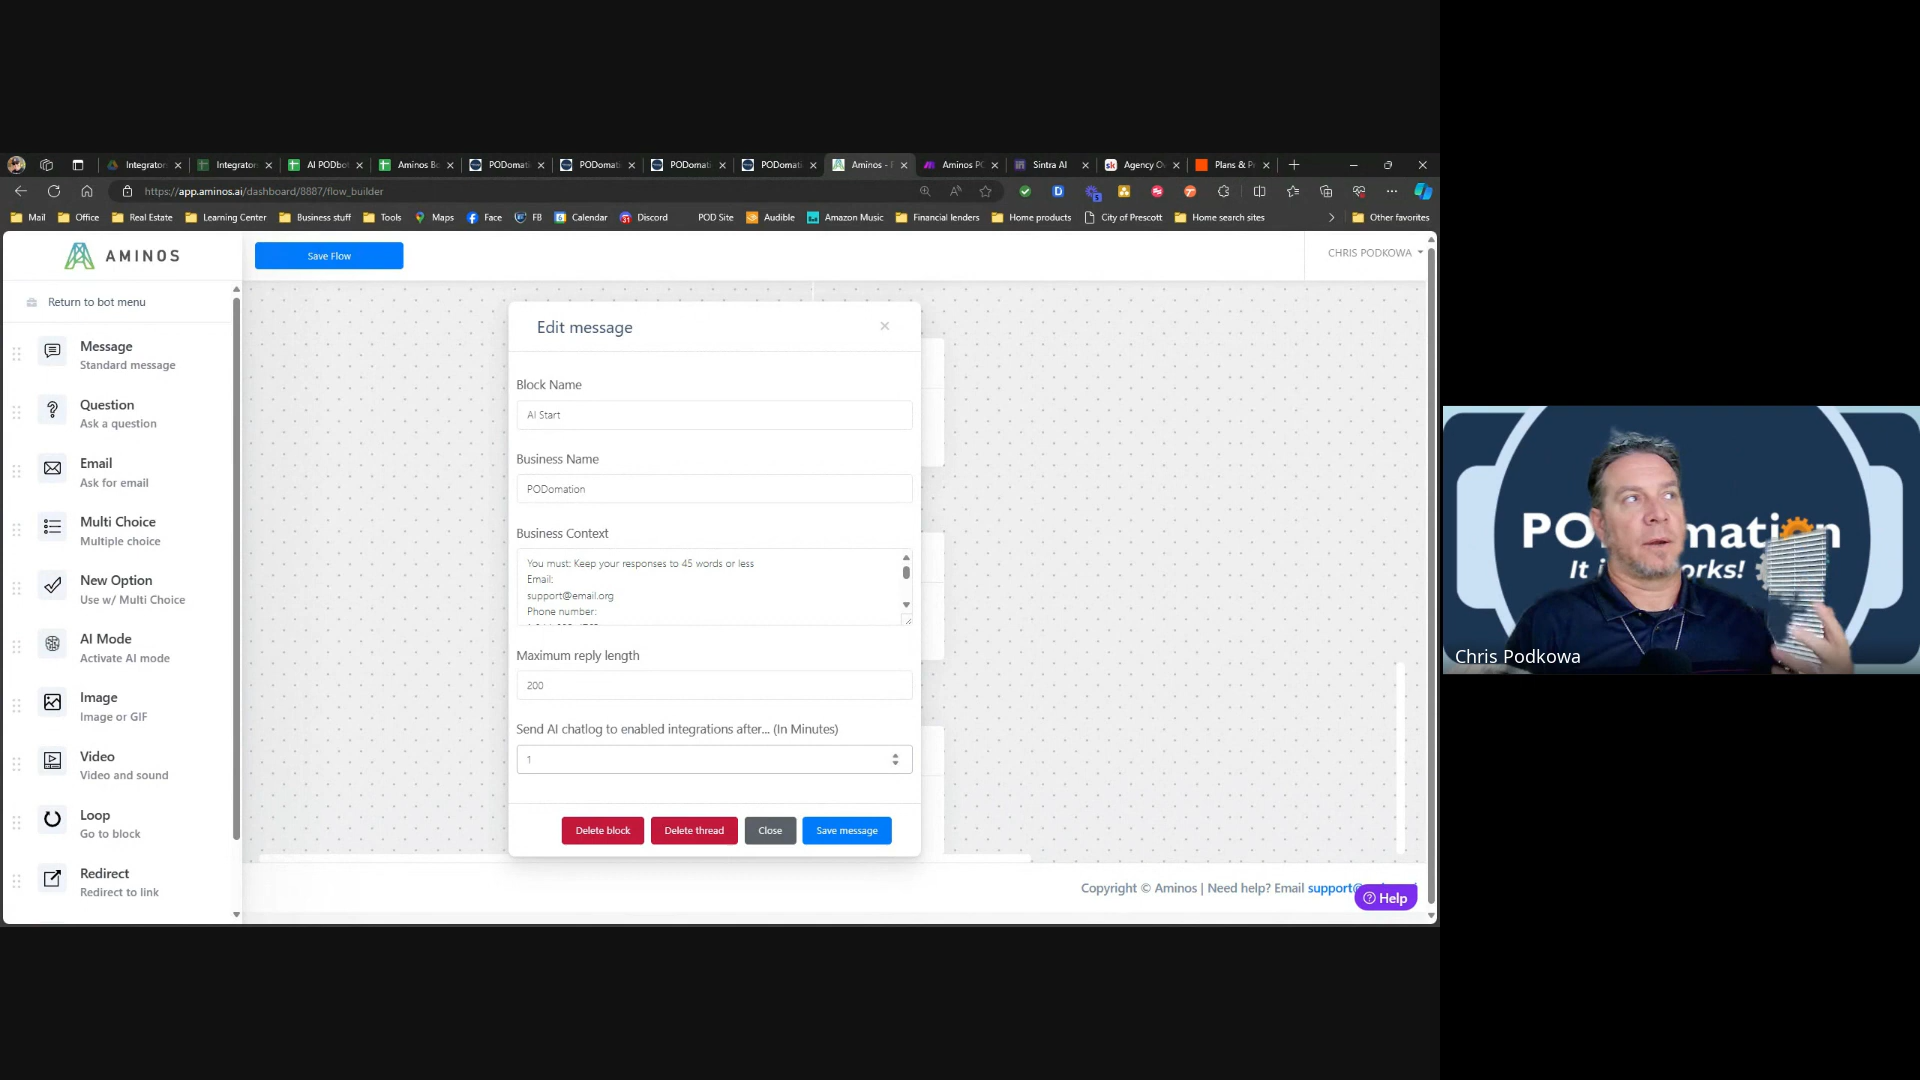 Integrator
Integrator
AI PODbo
Aminos Bo
PODomati
PODomati
PODomati
PODomati
Aminos -
Aminos PO
Sintra AI
Agency O
Plans & P
https://app.aminos.ai/dashboard/8887/flow_builder
Mail
Office
Real Estate
Learning Center
Business stuff
Tools
Maps
Face
FB
Calendar
Discord
POD Site
Audible
Amazon Music
Financial lenders
Home products
City of Prescott
Home search sites
Other favorites
AMINOS
Save Flow
CHRIS PODKOWA
Return to bot menu
Message
Standard message
Question
Ask a question
Email
Ask for email
Multi Choice
Multiple choice
New Option
Use w/ Multi Choice
AI Mode
Activate AI mode
Image
Image or GIF
Video
Video and sound
Loop
Go to block
Redirect
Redirect to link
Edit message
Block Name
AI Start
Business Name
PODomation
Business Context
You must: Keep your responses to 45 words or less
Email:
support@email.org
Phone number:
Maximum reply length
200
Send AI chatlog to enabled integrations after... (In Minutes)
1
Delete block
Delete thread
Close
Save message
Copyright © Aminos | Need help? Email support@
Help
PO mation
It orks!
Chris Podkowa